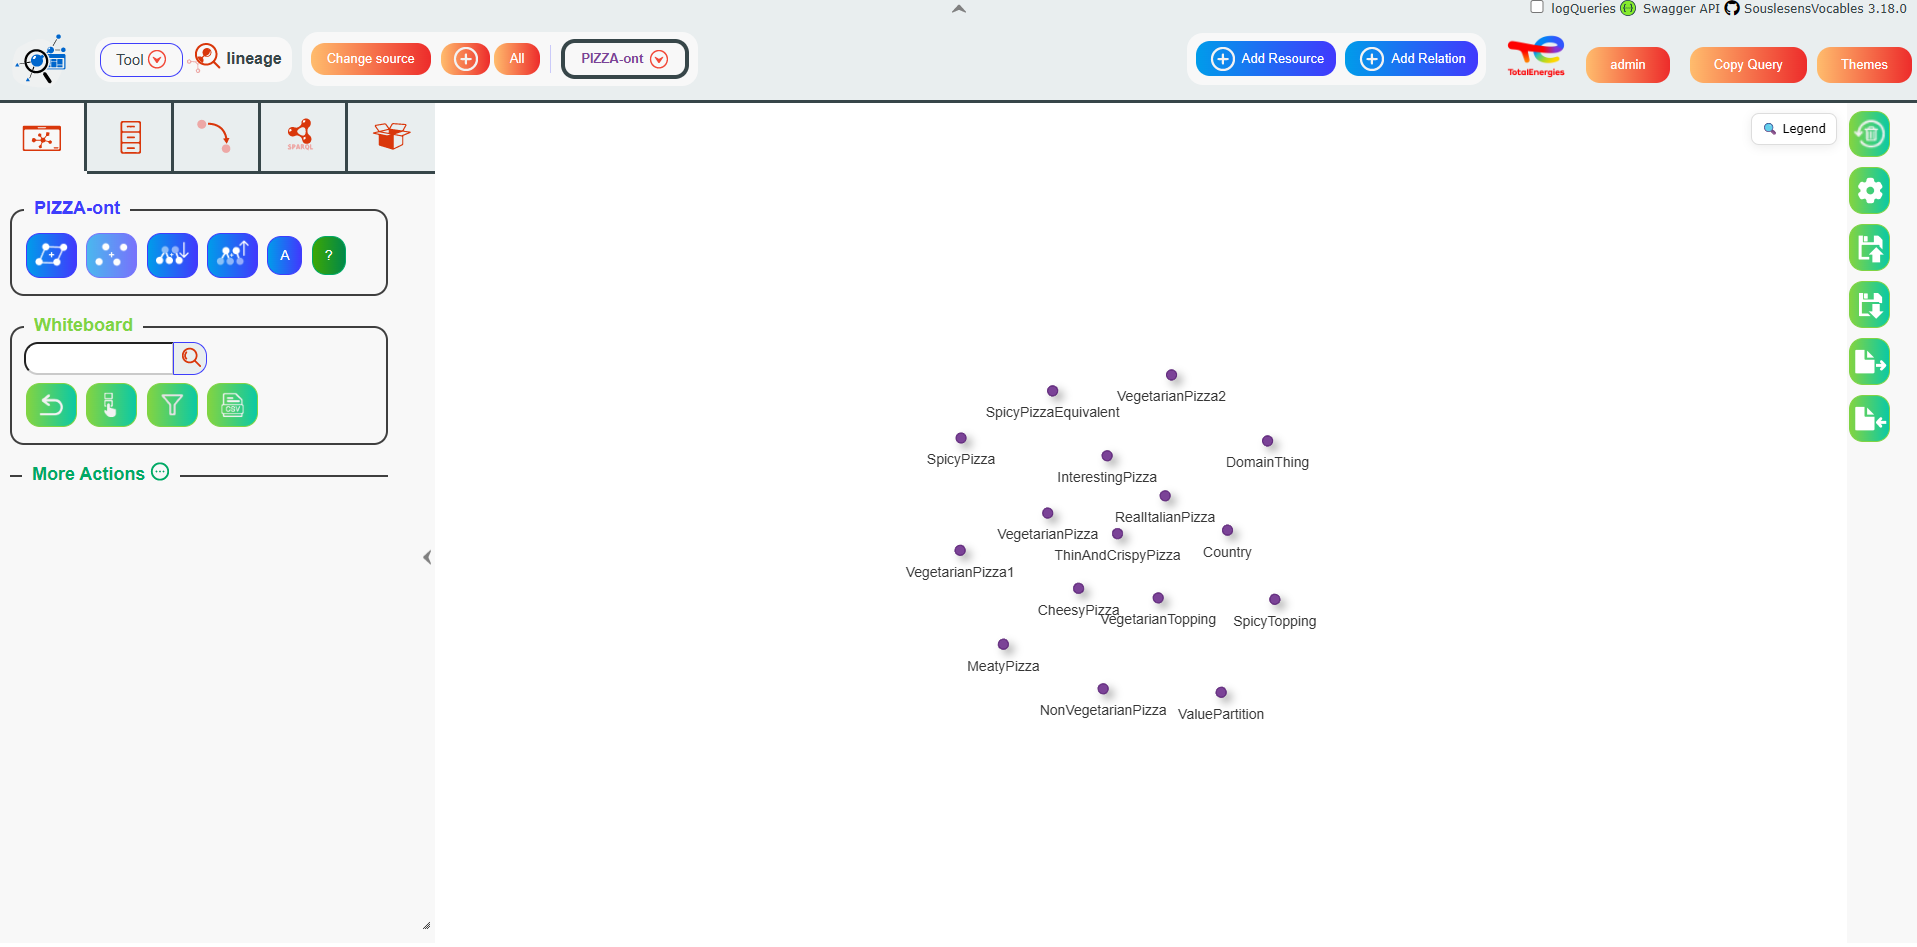 logQueries {-} Swagger API SouslesensVocables 3.18.0
Tool lineage Change source All PIZZA-ont Add Resource Add Relation TotalEnergies admin Copy Query Themes
SPARQL
Legend
PIZZA-ont
A ?
Whiteboard
CSV
More Actions
VegetarianPizza2
SpicyPizzaEquivalent
SpicyPizza
DomainThing
InterestingPizza
RealItalianPizza
VegetarianPizza
ThinAndCrispyPizza
Country
VegetarianPizza1
CheesyPizza
VegetarianTopping
SpicyTopping
MeatyPizza
NonVegetarianPizza
ValuePartition